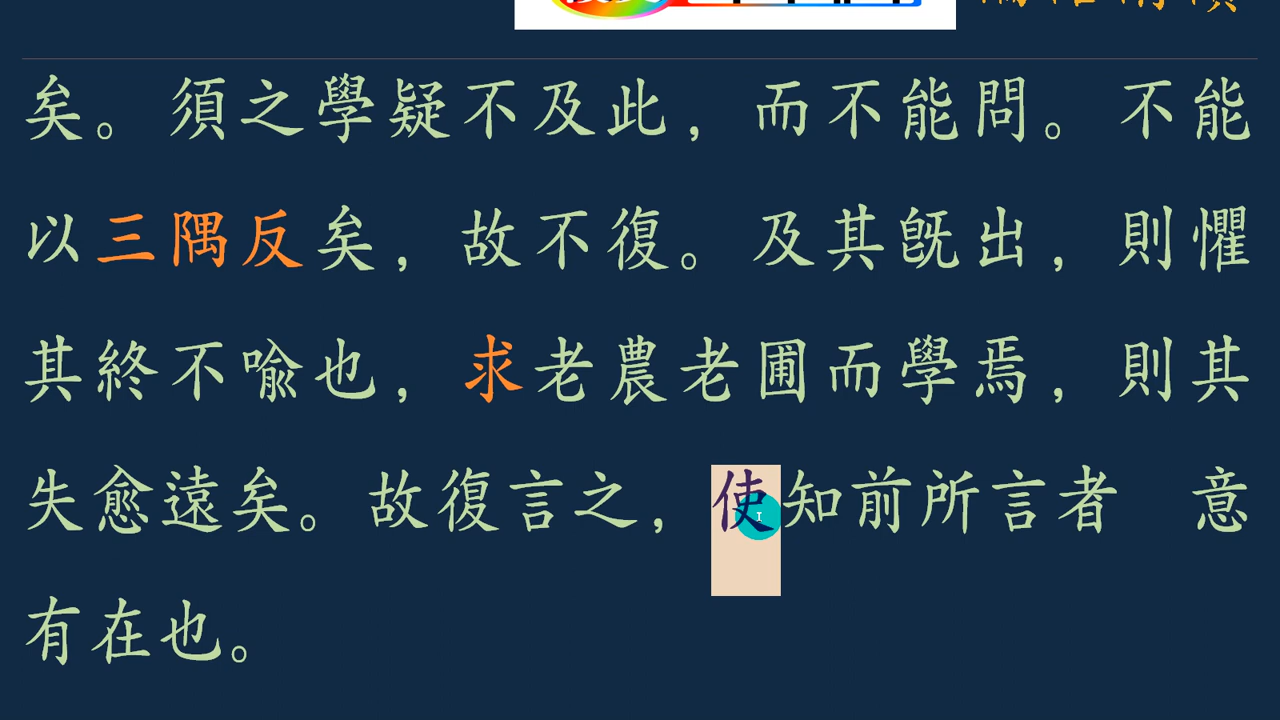 矣。須之學疑不及此，而不能問。不能
以三隅反矣，故不復。及其旣出，則懼
其終不喻也，求老農老圃而學焉，則其
失愈遠矣。故復言之，使知前所言者　意
有在也。